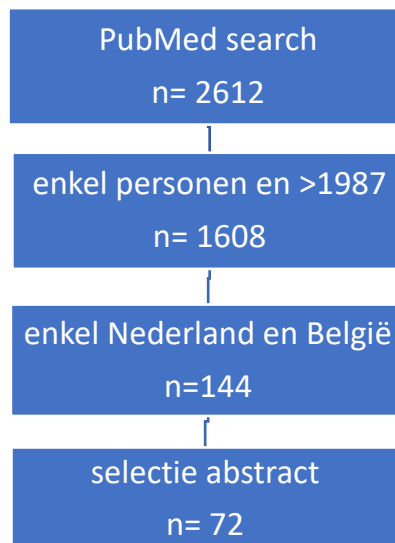 PubMed search
n= 2612
enkel personen en >1987
n= 1608
enkel Nederland en België
n=144
selectie abstract
n= 72